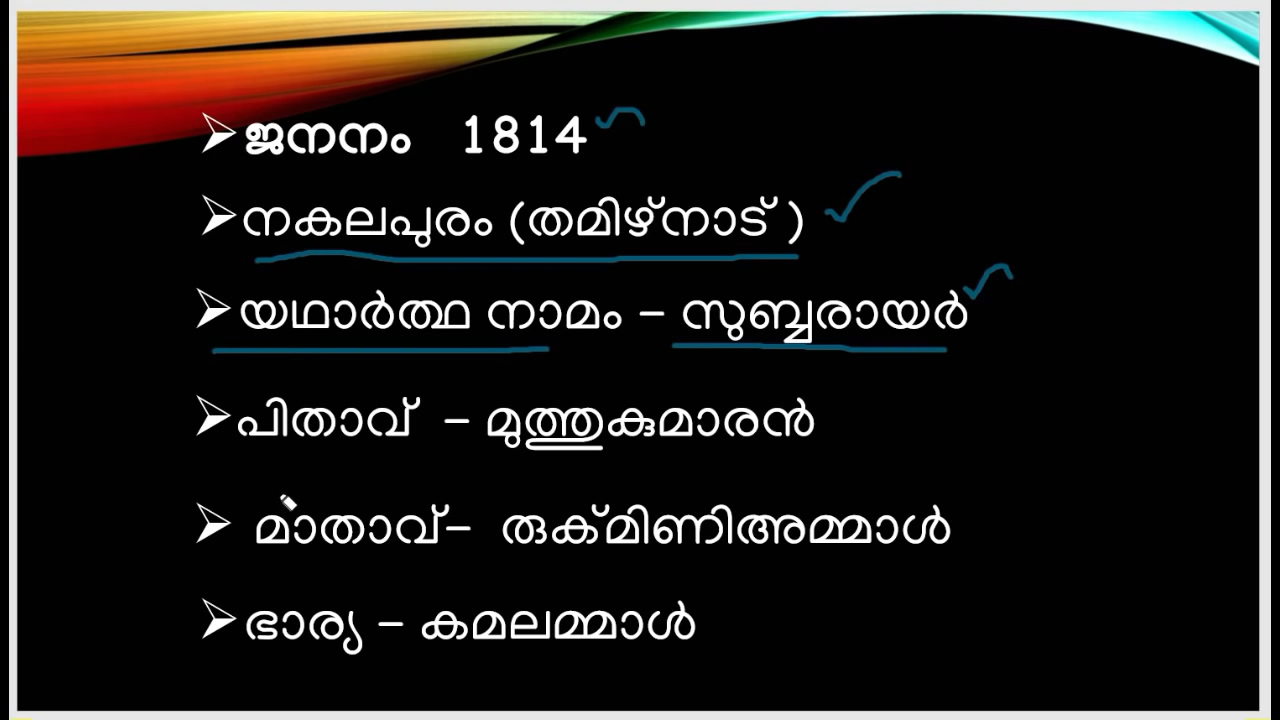 ➢ജനനം 1814
➢നകലപുരം (തമിഴ്നാട് )
➢യഥാർത്ഥ നാമം – സുബ്ബരായർ
➢പിതാവ് – മുത്തുകുമാരൻ
➢ മാതാവ്– രുക്മിണിഅമ്മാൾ
➢ഭാര്യ – കമലമ്മാൾ